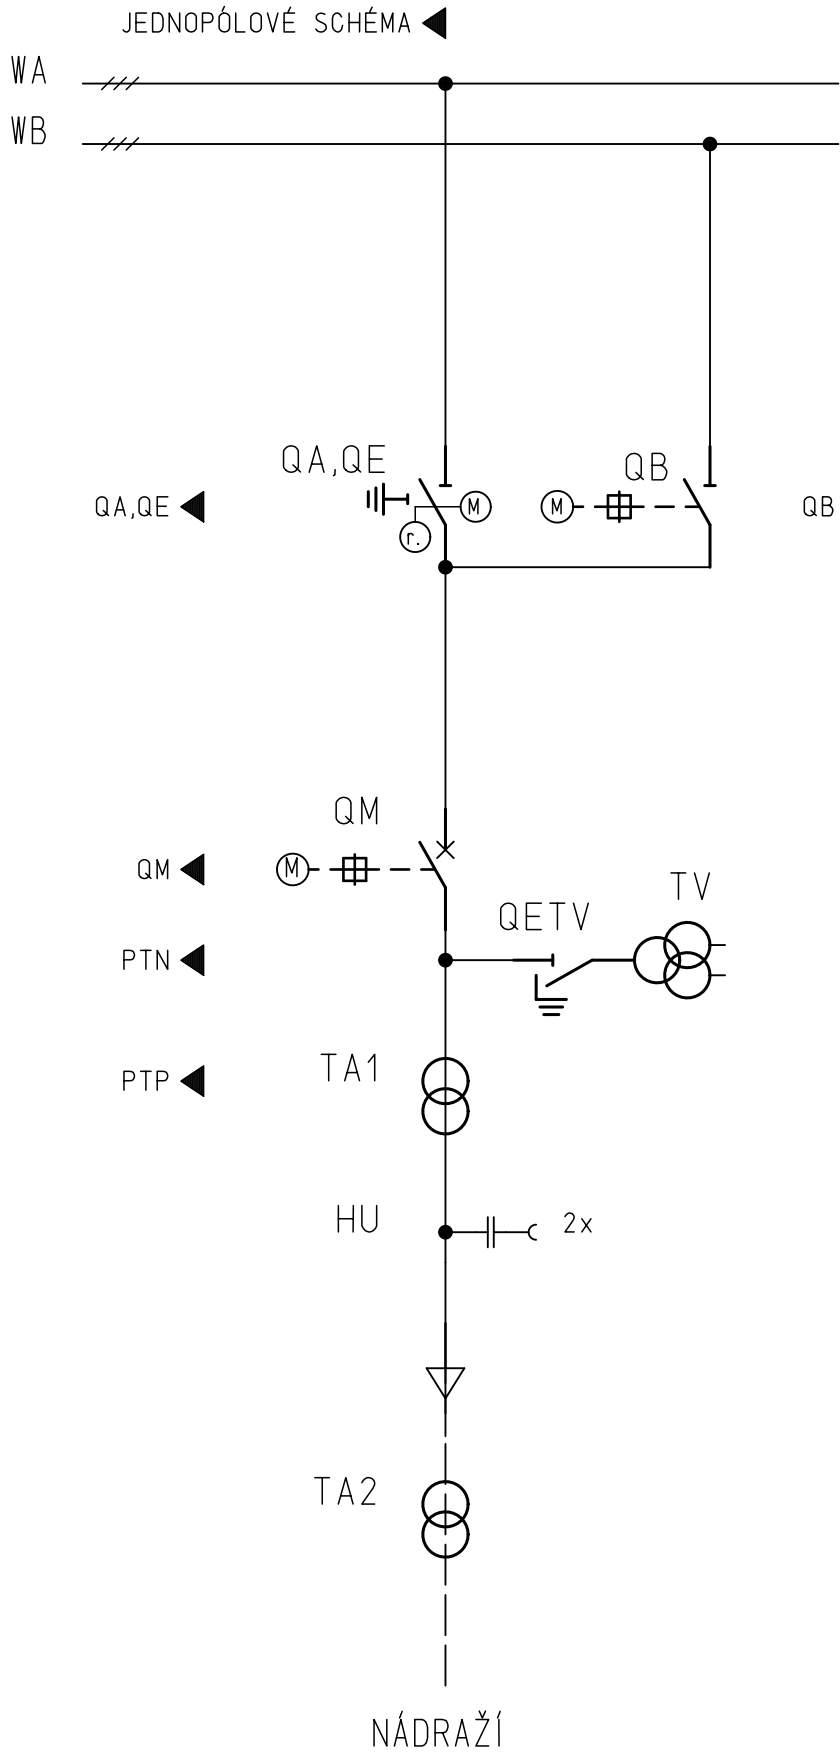 JEDNOPÓLOVÉ SCHÉMA
WA
WB
QA,QE
QB
QA,QE
M
M
QB
r.
QM
QM
M
TV
QETV
PTN
TA1
PTP
HU
2x
TA2
NÁDRAŽÍ